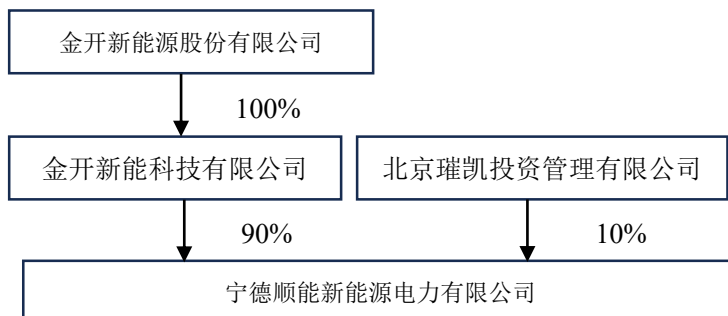 金开新能源股份有限公司
100%
金开新能科技有限公司
北京璀凯投资管理有限公司
90%
10%
宁德顺能新能源电力有限公司